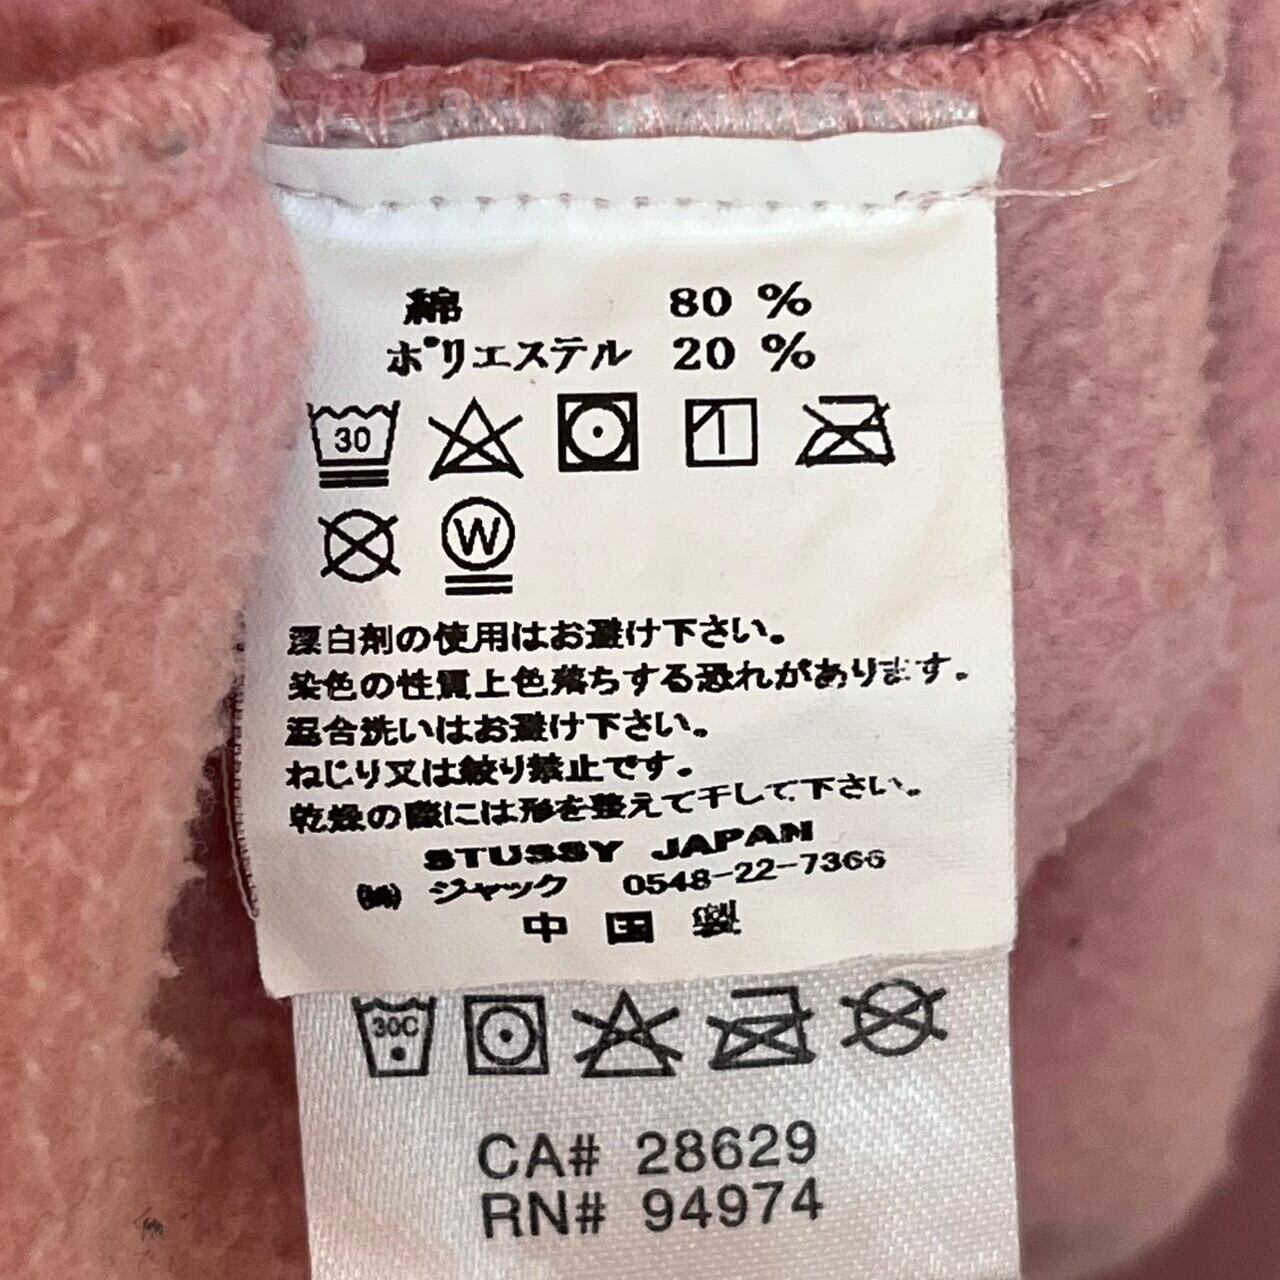 綿 80 %
ポリエステル 20 %
30
W
漂白剤の使用はお避け下さい。
染色の性質上色落ちする恐れがあります。
混合洗いはお避け下さい。
ねじり又は絞り禁止です。
乾燥の際には形を整えて干して下さい。
STUSSY JAPAN
㈱ ジャック 0548-22-7366
中国製
30C
CA# 28629
RN# 94974